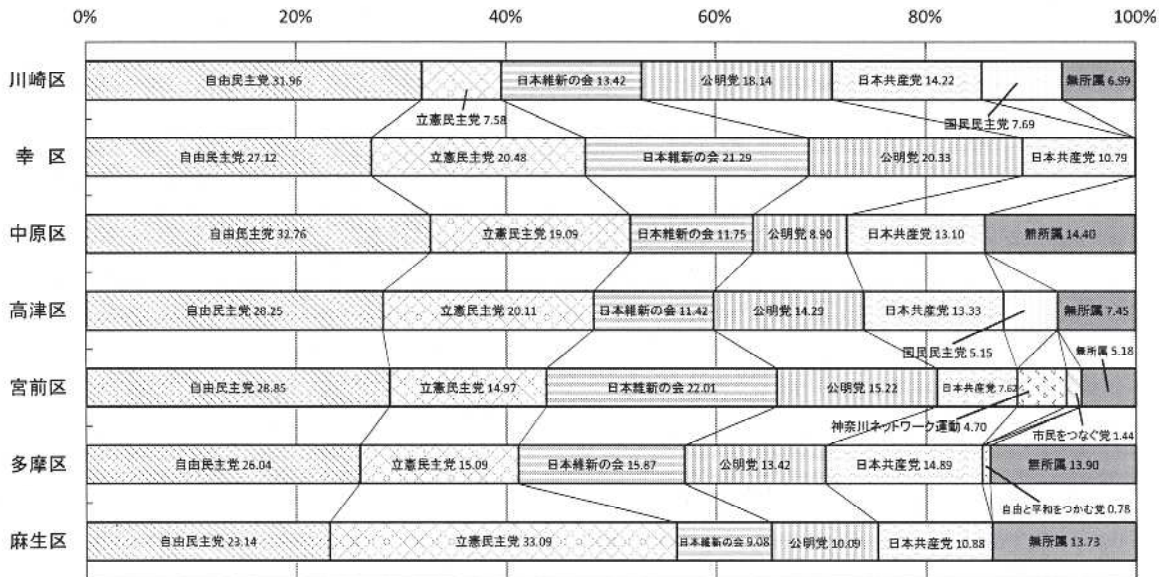 0% 20% 40% 60% 80% 100%
川崎区 自由民主党 31.96 日本維新の会 13.42 公明党 18.14 日本共産党 14.22 無所属 6.99
立憲民主党 7.58 国民民主党 7.69
幸 区 自由民主党 27.12 立憲民主党 20.48 日本維新の会 21.29 公明党 20.33 日本共産党 10.79
中原区 自由民主党 32.76 立憲民主党 19.09 日本維新の会 11.75 公明党 8.90 日本共産党 13.10 無所属 14.40
高津区 自由民主党 28.25 立憲民主党 20.11 日本維新の会 11.42 公明党 14.29 日本共産党 13.33 無所属 7.45
国民民主党 5.15 無所属 5.18
宮前区 自由民主党 28.85 立憲民主党 14.97 日本維新の会 22.01 公明党 15.22 日本共産党 7.62
神奈川ネットワーク運動 4.70 市民をつなぐ党 1.44
多摩区 自由民主党 26.04 立憲民主党 15.09 日本維新の会 15.87 公明党 13.42 日本共産党 14.89 無所属 13.90
自由と平和をつかむ党 0.78
麻生区 自由民主党 23.14 立憲民主党 33.09 日本維新の会 9.08 公明党 10.09 日本共産党 10.88 無所属 13.73